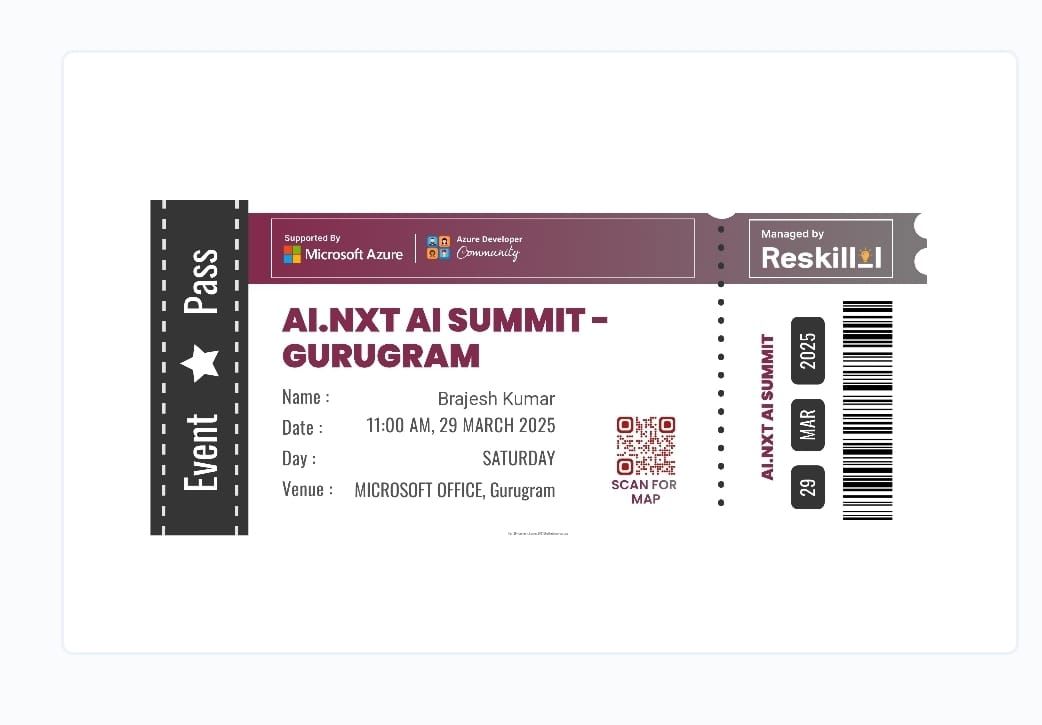 Event ★ Pass
Supported By
Microsoft Azure
Azure Developer
Community
Managed by
Reskilll
AI.NXT AI SUMMIT -
GURUGRAM
Name : Brajesh Kumar
Date : 11:00 AM, 29 MARCH 2025
Day : SATURDAY
Venue : MICROSOFT OFFICE, Gurugram
SCAN FOR
MAP
AI.NXT AI SUMMIT
29 MAR 2025